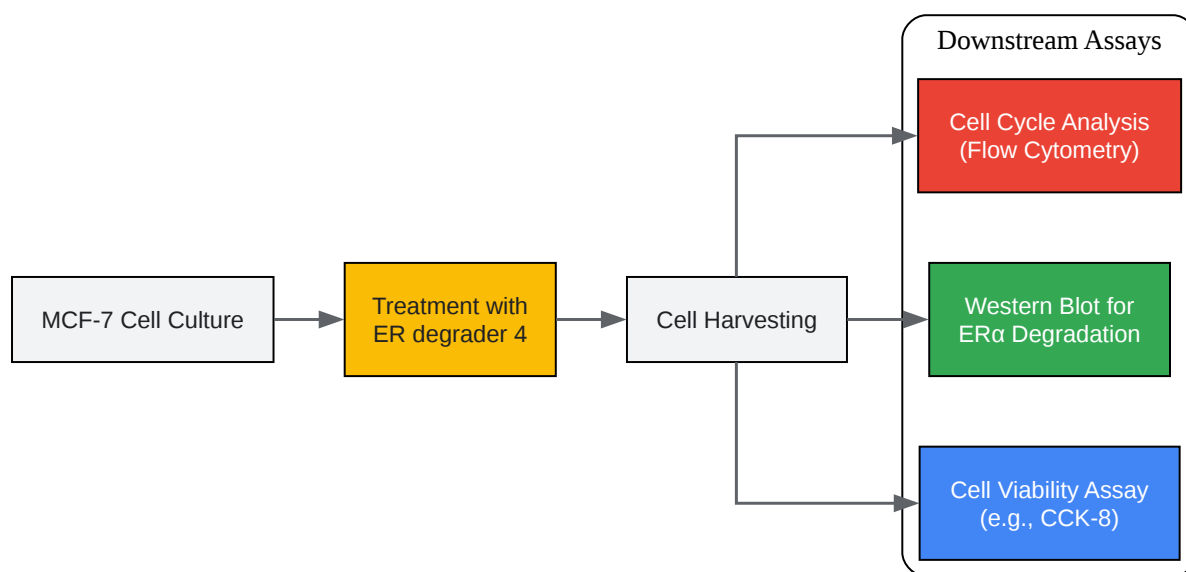 Downstream Assays
Cell Cycle Analysis
(Flow Cytometry)
MCF-7 Cell Culture
Treatment with
ER degrader 4
Cell Harvesting
Western Blot for
ERα Degradation
Cell Viability Assay
(e.g., CCK-8)